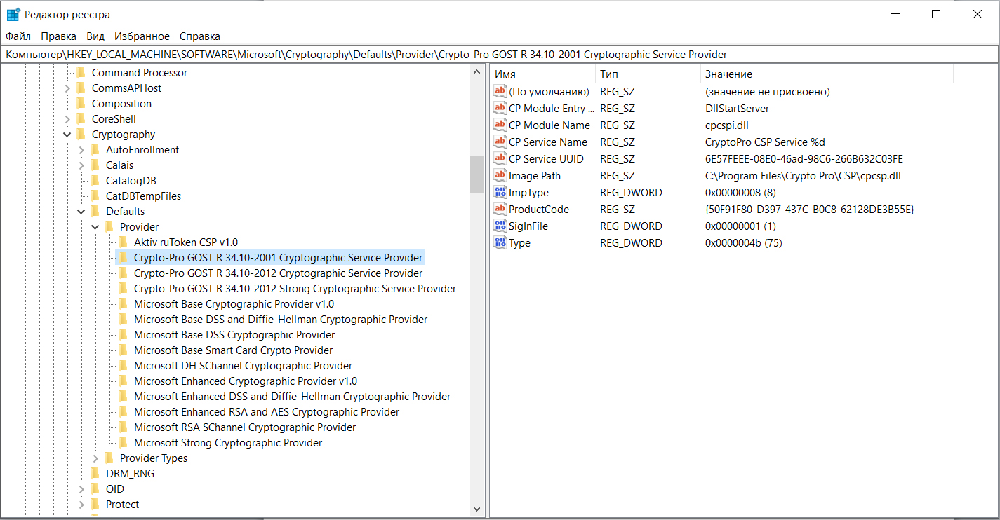 Редактор реестра
Файл Правка Вид Избранное Справка
Компьютер\HKEY_LOCAL_MACHINE\SOFTWARE\Microsoft\Cryptography\Defaults\Provider\Crypto-Pro GOST R 34.10-2001 Cryptographic Service Provider
Command Processor
CommsAPHost
Composition
CoreShell
Cryptography
AutoEnrollment
Calais
CatalogDB
CatDBTempFiles
Defaults
Provider
Aktiv ruToken CSP v1.0
Crypto-Pro GOST R 34.10-2001 Cryptographic Service Provider
Crypto-Pro GOST R 34.10-2012 Cryptographic Service Provider
Crypto-Pro GOST R 34.10-2012 Strong Cryptographic Service Provider
Microsoft Base Cryptographic Provider v1.0
Microsoft Base DSS and Diffie-Hellman Cryptographic Provider
Microsoft Base DSS Cryptographic Provider
Microsoft Base Smart Card Crypto Provider
Microsoft DH SChannel Cryptographic Provider
Microsoft Enhanced Cryptographic Provider v1.0
Microsoft Enhanced DSS and Diffie-Hellman Cryptographic Provider
Microsoft Enhanced RSA and AES Cryptographic Provider
Microsoft RSA SChannel Cryptographic Provider
Microsoft Strong Cryptographic Provider
Provider Types
DRM_RNG
OID
Protect
Имя Тип Значение
(По умолчанию) REG_SZ (значение не присвоено)
CP Module Entry ... REG_SZ DllStartServer
CP Module Name REG_SZ cpcspi.dll
CP Service Name REG_SZ CryptoPro CSP Service %d
CP Service UUID REG_SZ 6E57FEEE-08E0-46ad-98C6-266B632C03FE
Image Path REG_SZ C:\Program Files\Crypto Pro\CSP\cpcsp.dll
ImpType REG_DWORD 0x00000008 (8)
ProductCode REG_SZ {50F91F80-D397-437C-B0C8-62128DE3B55E}
SigInFile REG_DWORD 0x00000001 (1)
Type REG_DWORD 0x0000004b (75)